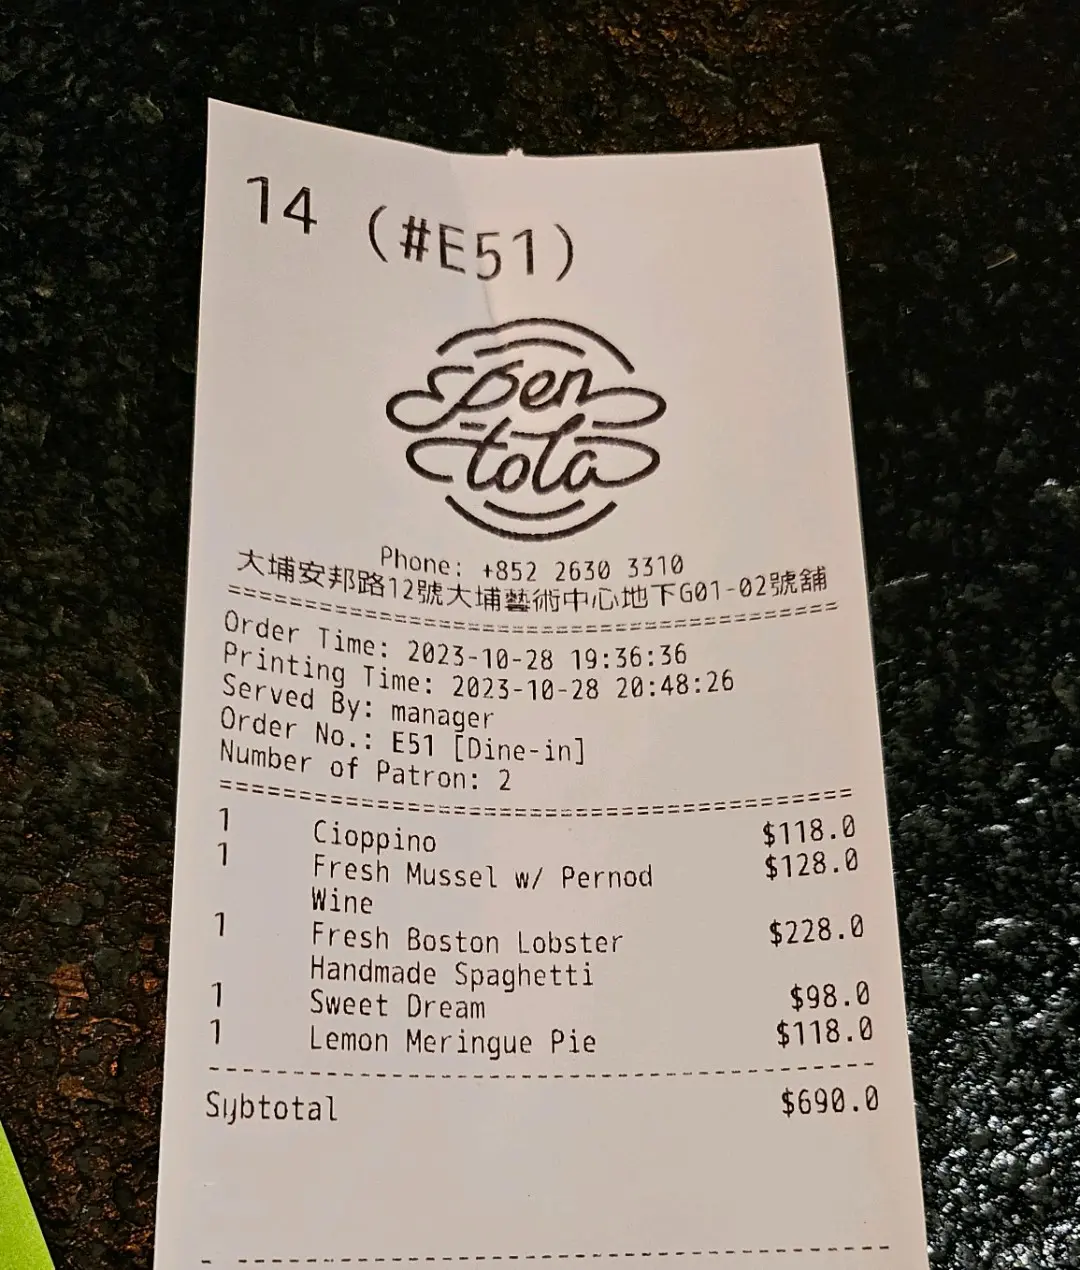 14 (#E51)
Pen
tola
Phone: +852 2630 3310
大埔安邦路12號大埔藝術中心地下G01-02號舖
======================================
Order Time: 2023-10-28 19:36:36
Printing Time: 2023-10-28 20:48:26
Served By: manager
Order No.: E51 [Dine-in]
Number of Patron: 2
======================================
1 Cioppino $118.0
1 Fresh Mussel w/ Pernod $128.0
Wine
1 Fresh Boston Lobster $228.0
Handmade Spaghetti
1 Sweet Dream $98.0
1 Lemon Meringue Pie $118.0
Sybtotal $690.0